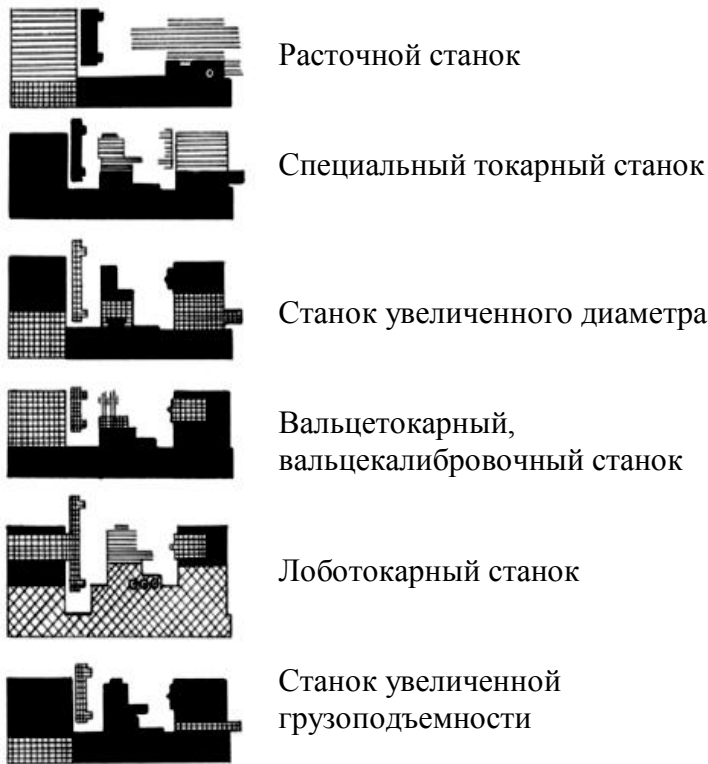 Расточной станок
Специальный токарный станок
Станок увеличенного диаметра
Вальцетокарный,
вальцекалибровочный станок
Лоботокарный станок
Станок увеличенной
грузоподъемности